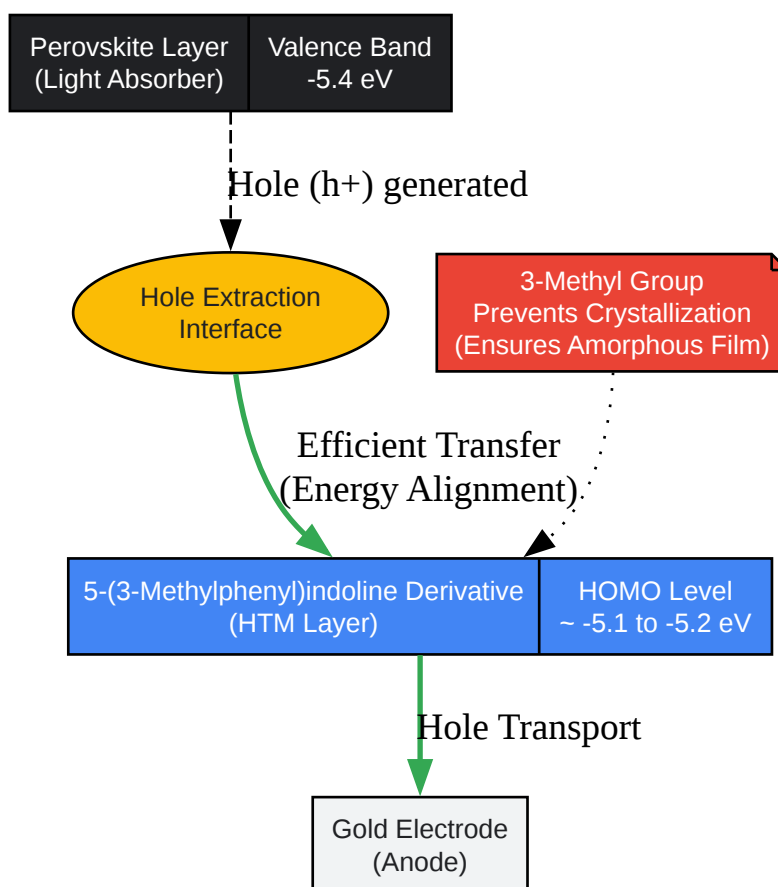 Perovskite Layer
(Light Absorber)
Valence Band
-5.4 eV
Hole (h+) generated
Hole Extraction
Interface
3-Methyl Group
Prevents Crystallization
(Ensures Amorphous Film)
Efficient Transfer
(Energy Alignment)
5-(3-Methylphenyl)indoline Derivative
(HTM Layer)
HOMO Level
~ -5.1 to -5.2 eV
Hole Transport
Gold Electrode
(Anode)